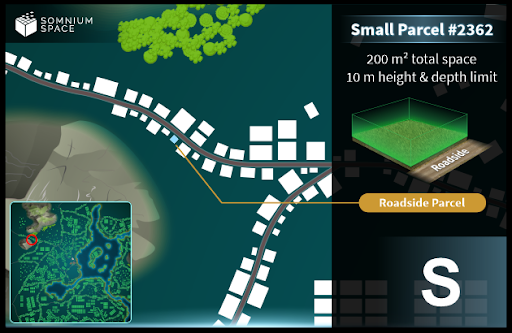 SOMNIUM
SPACE
Small Parcel #2362
200 m² total space
10 m height & depth limit
Roadside
Roadside Parcel
S